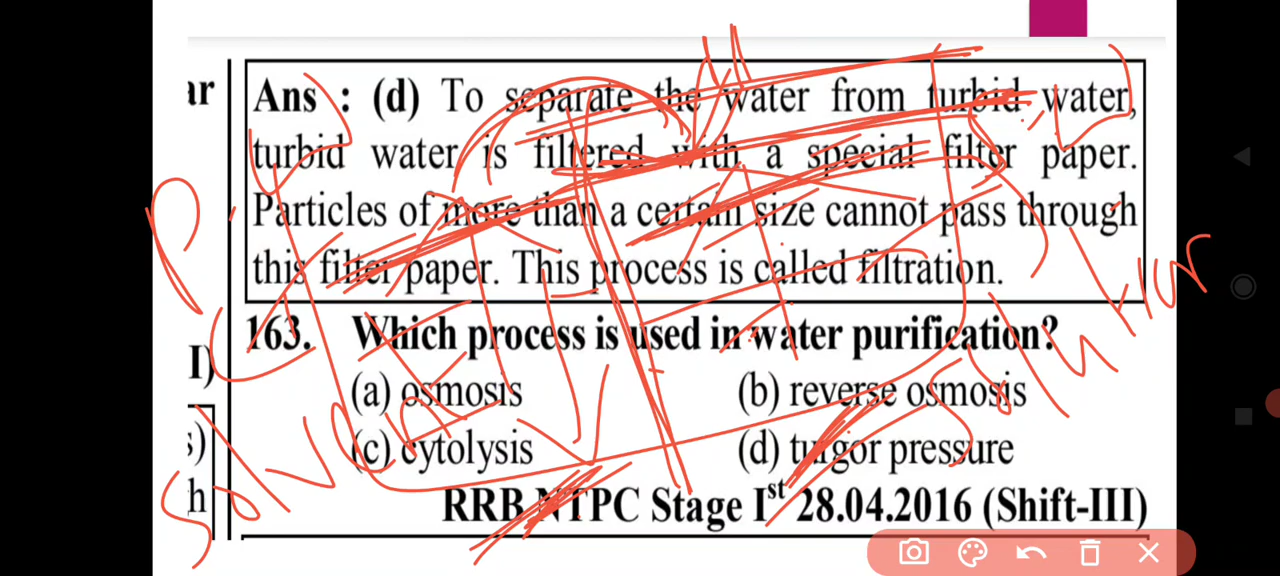 ar
Ans : (d) To separate the water from turbid water,
turbid water is filtered with a special filter paper.
Particles of more than a certain size cannot pass through
this filter paper. This process is called filtration.
163. Which process is used in water purification?
I)
(a) osmosis (b) reverse osmosis
s)
(c) cytolysis (d) turgor pressure
h
RRB NTPC Stage Ist 28.04.2016 (Shift-III)
P.
Solvent